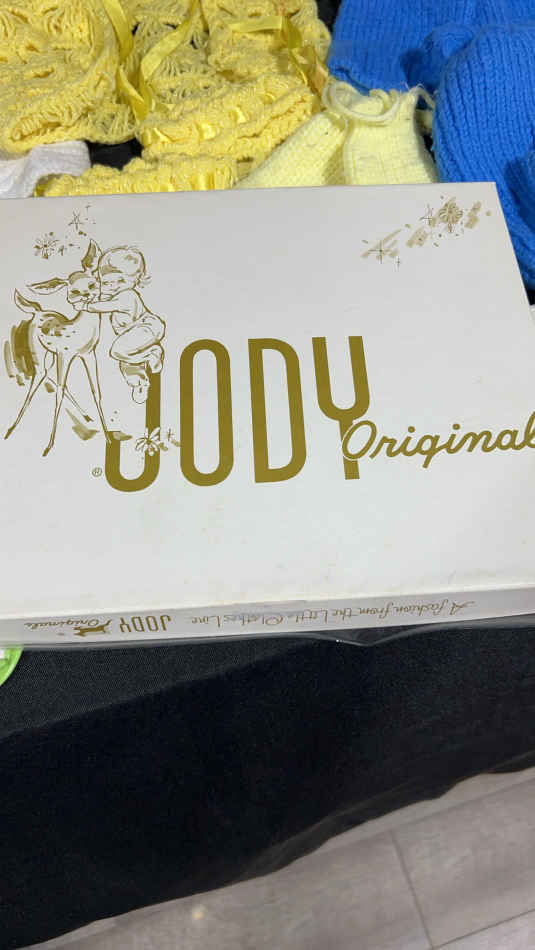 JODY
Originals
®
A fashion from the Little Clothes Line JODY Originals